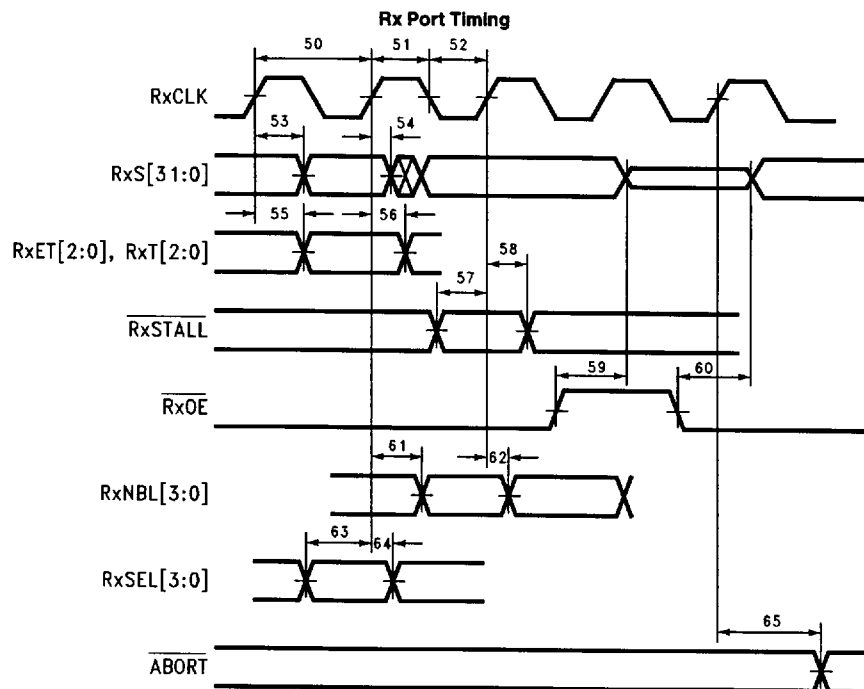 Rx Port Timing
50 51 52
RxCLK
53 54
RxS[31:0]
55 56
RxET[2:0], RxT[2:0]
57 58
RxSTALL
59 60
RxOE
61 62
RxNBL[3:0]
63 64
RxSEL[3:0]
65
ABORT